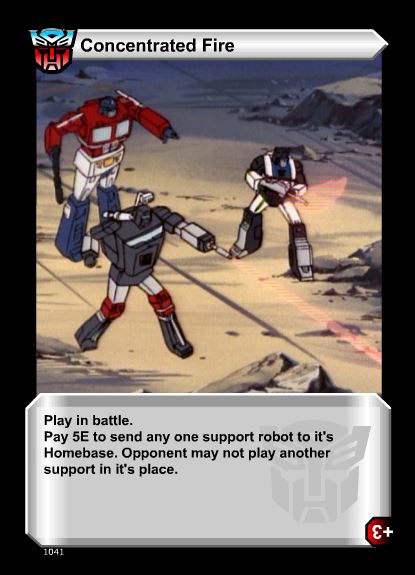 Concentrated Fire
Play in battle.
Pay 5E to send any one support robot to it's
Homebase. Opponent may not play another
support in it's place.
3+
1041